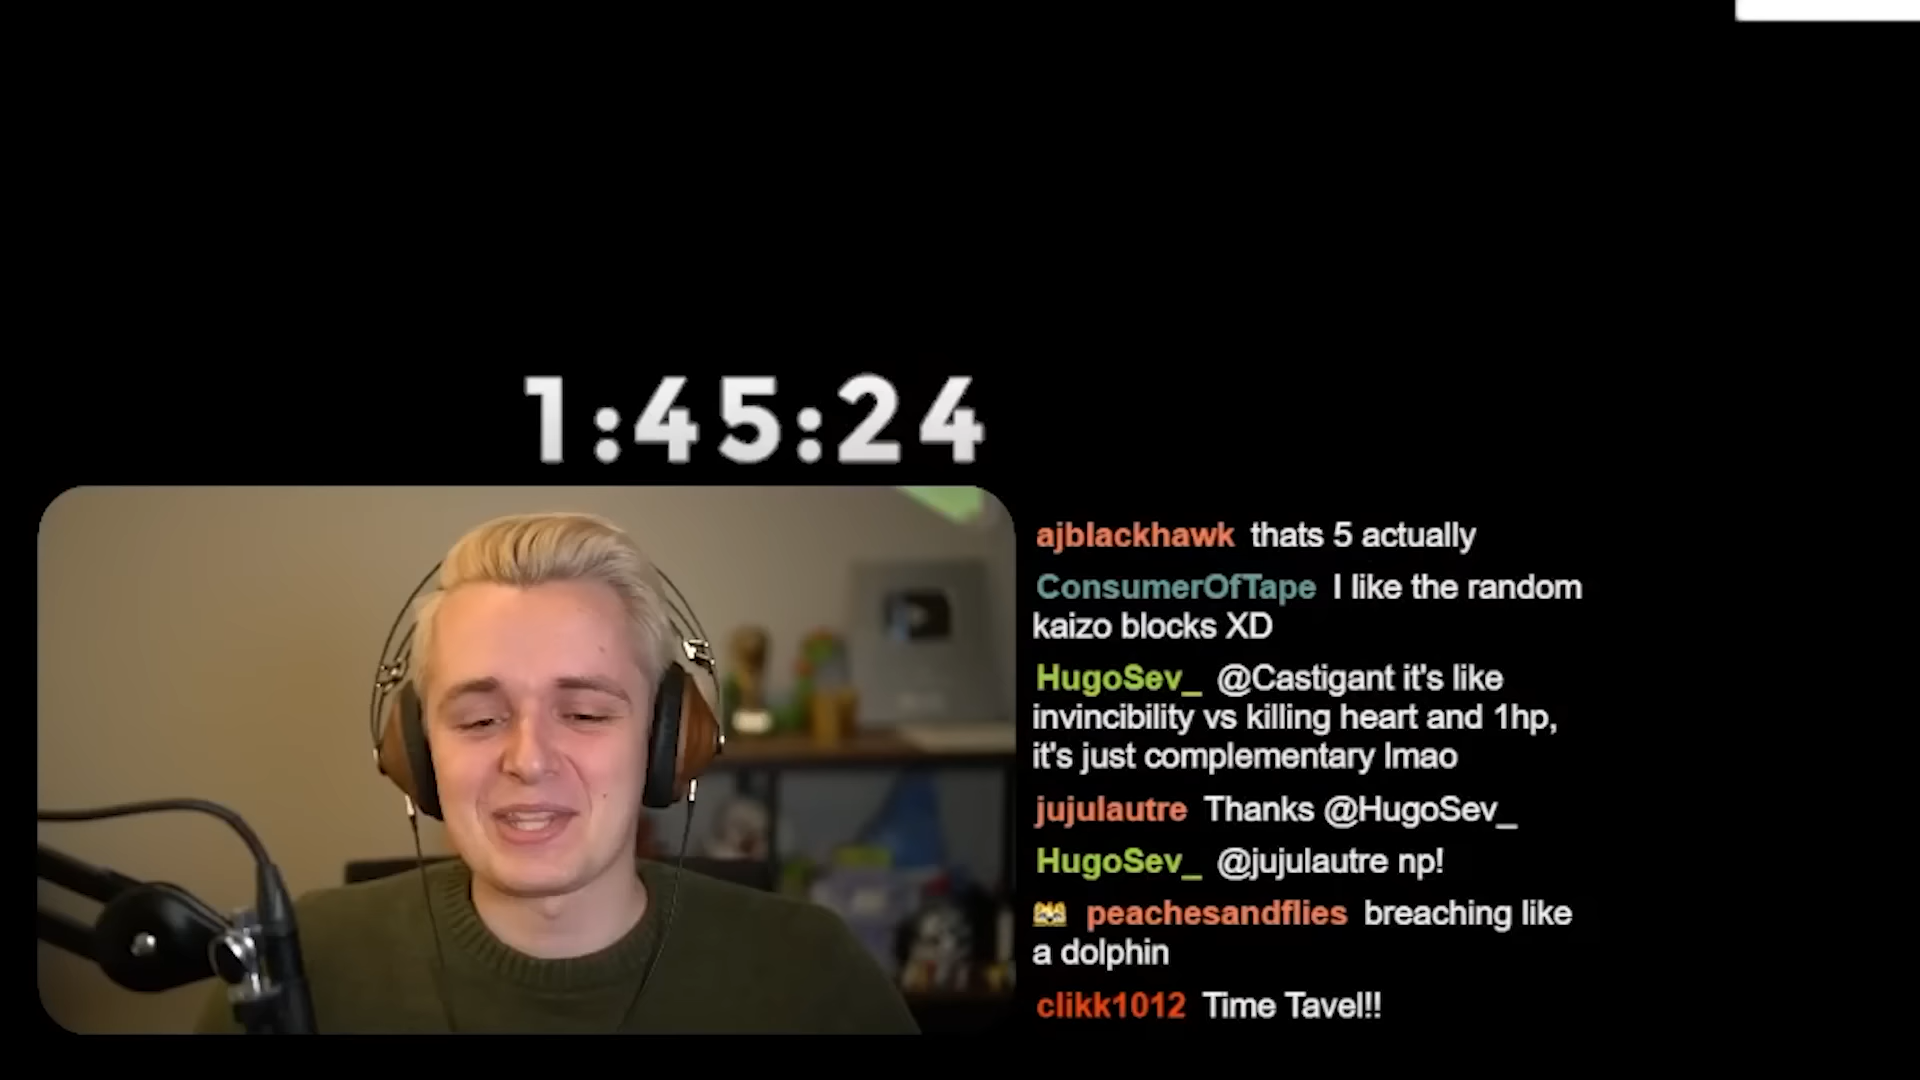 1:45:24
ajblackhawk thats 5 actually
ConsumerOfTape I like the random
kaizo blocks XD
HugoSev_ @Castigant it's like
invincibility vs killing heart and 1hp,
it's just complementary lmao
jujulautre Thanks @HugoSev_
HugoSev_ @jujulautre np!
peachesandflies breaching like
a dolphin
clikk1012 Time Tavel!!